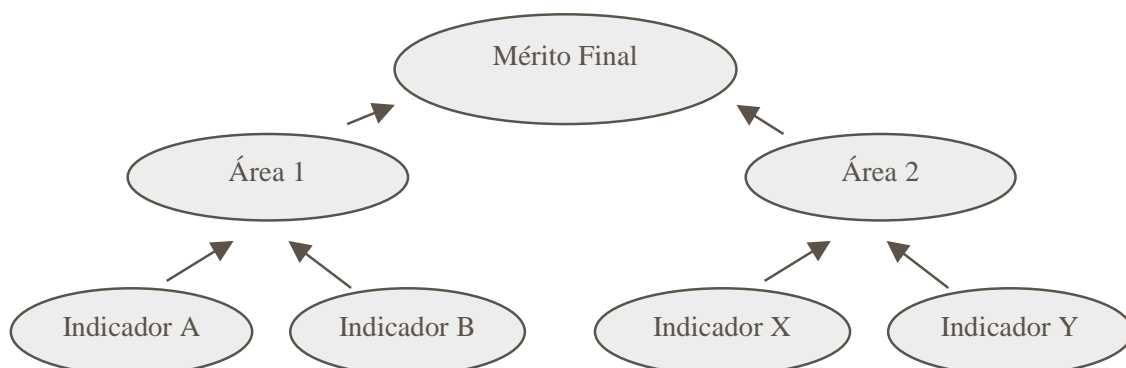 Mérito Final
Área 1
Área 2
Indicador A
Indicador B
Indicador X
Indicador Y